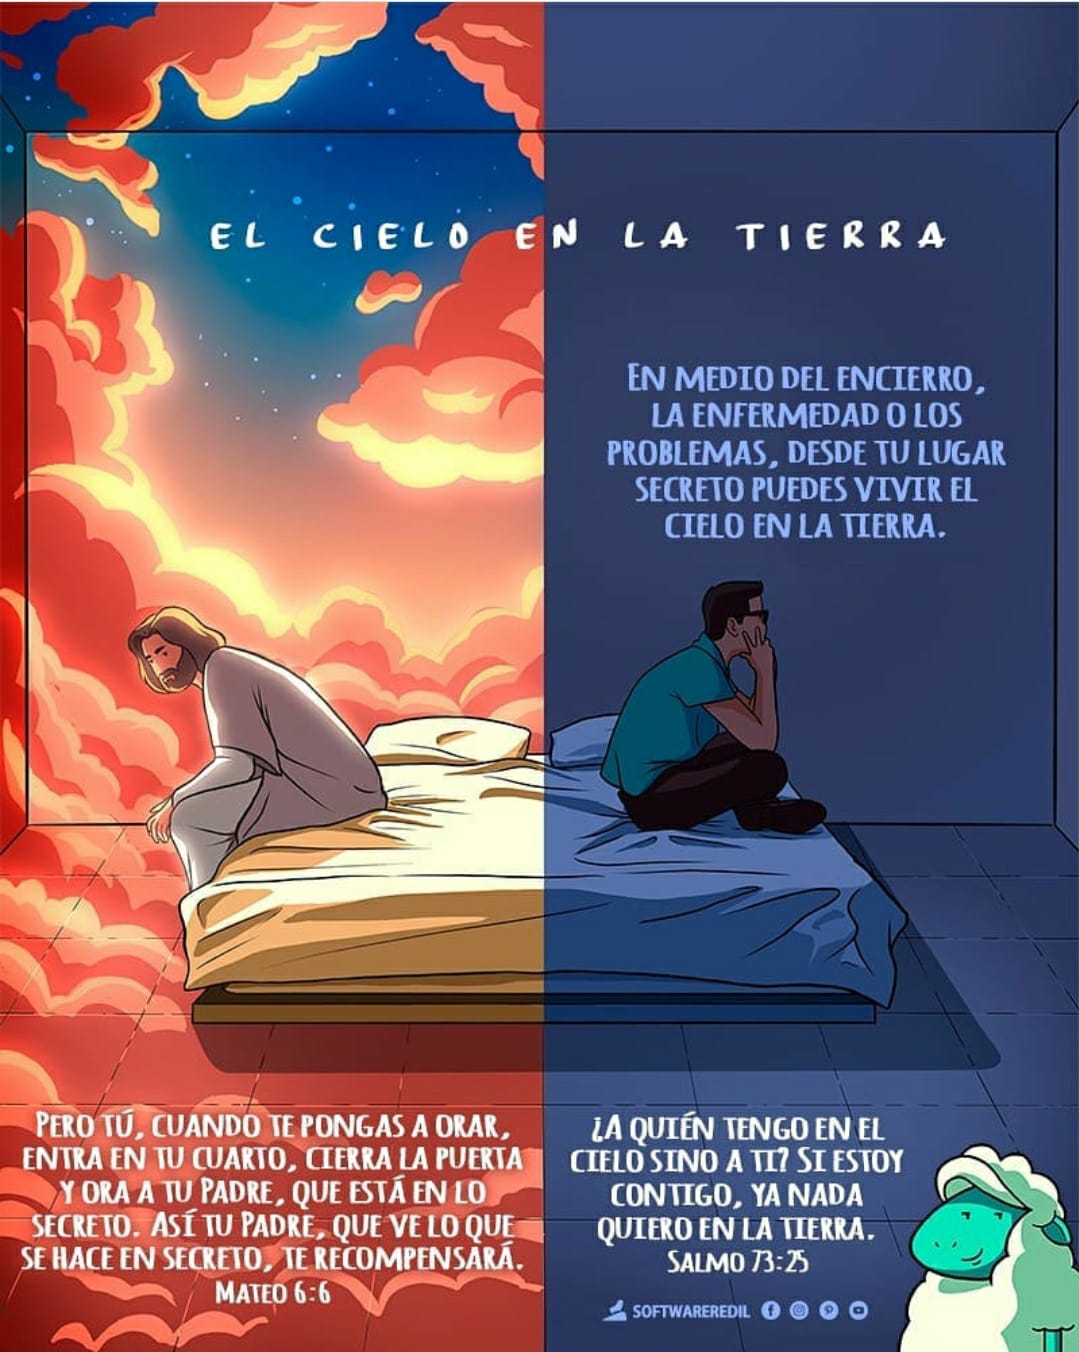 EL CIELO EN LA TIERRA
EN MEDIO DEL ENCIERRO,
LA ENFERMEDAD O LOS
PROBLEMAS, DESDE TU LUGAR
SECRETO PUEDES VIVIR EL
CIELO EN LA TIERRA.
PERO TÚ, CUANDO TE PONGAS A ORAR,
ENTRA EN TU CUARTO, CIERRA LA PUERTA
Y ORA A TU PADRE, QUE ESTÁ EN LO
SECRETO. ASÍ TU PADRE, QUE VE LO QUE
SE HACE EN SECRETO, TE RECOMPENSARÁ.
MATEO 6:6
¿A QUIÉN TENGO EN EL
CIELO SINO A TI? SI ESTOY
CONTIGO, YA NADA
QUIERO EN LA TIERRA.
SALMO 73:25
SOFTWAREREDIL